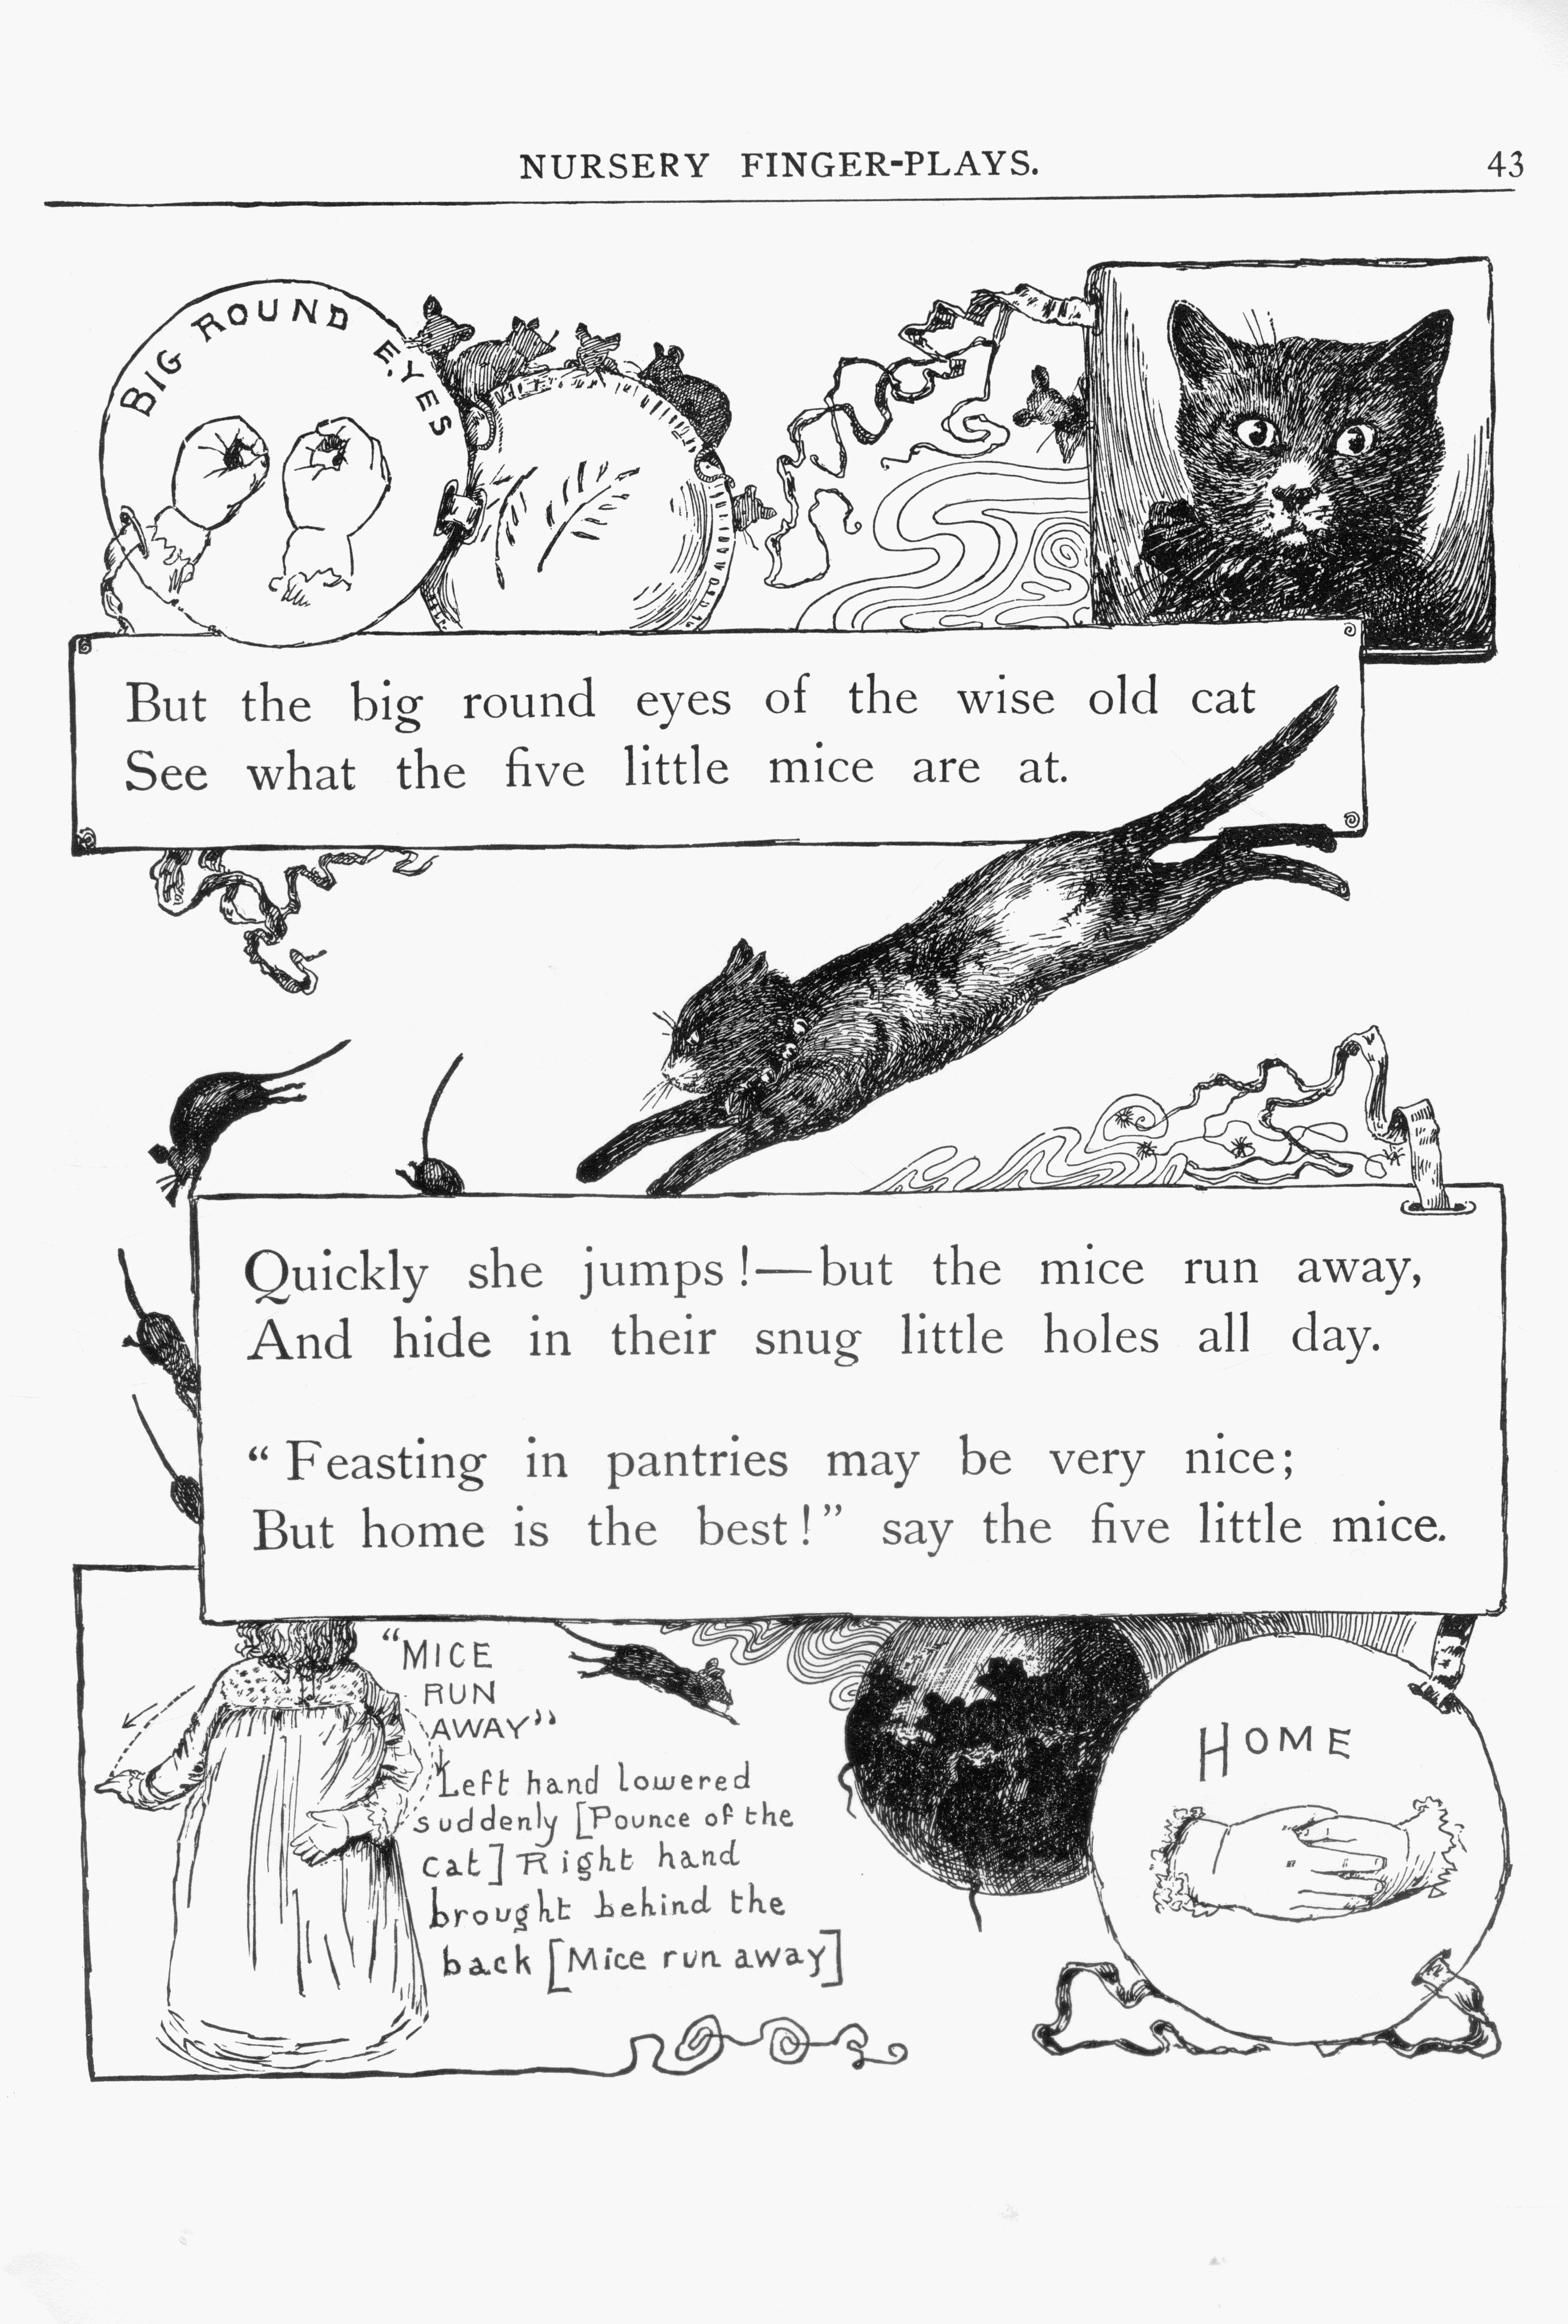 NURSERY FINGER-PLAYS.
43
BIG ROUND EYES
But the big round eyes of the wise old cat
See what the five little mice are at.
Quickly she jumps!—but the mice run away,
And hide in their snug little holes all day.
“Feasting in pantries may be very nice;
But home is the best!” say the five little mice.
“MICE
RUN
AWAY”
Left hand lowered
suddenly [Pounce of the
cat] Right hand
brought behind the
back [Mice run away]
HOME